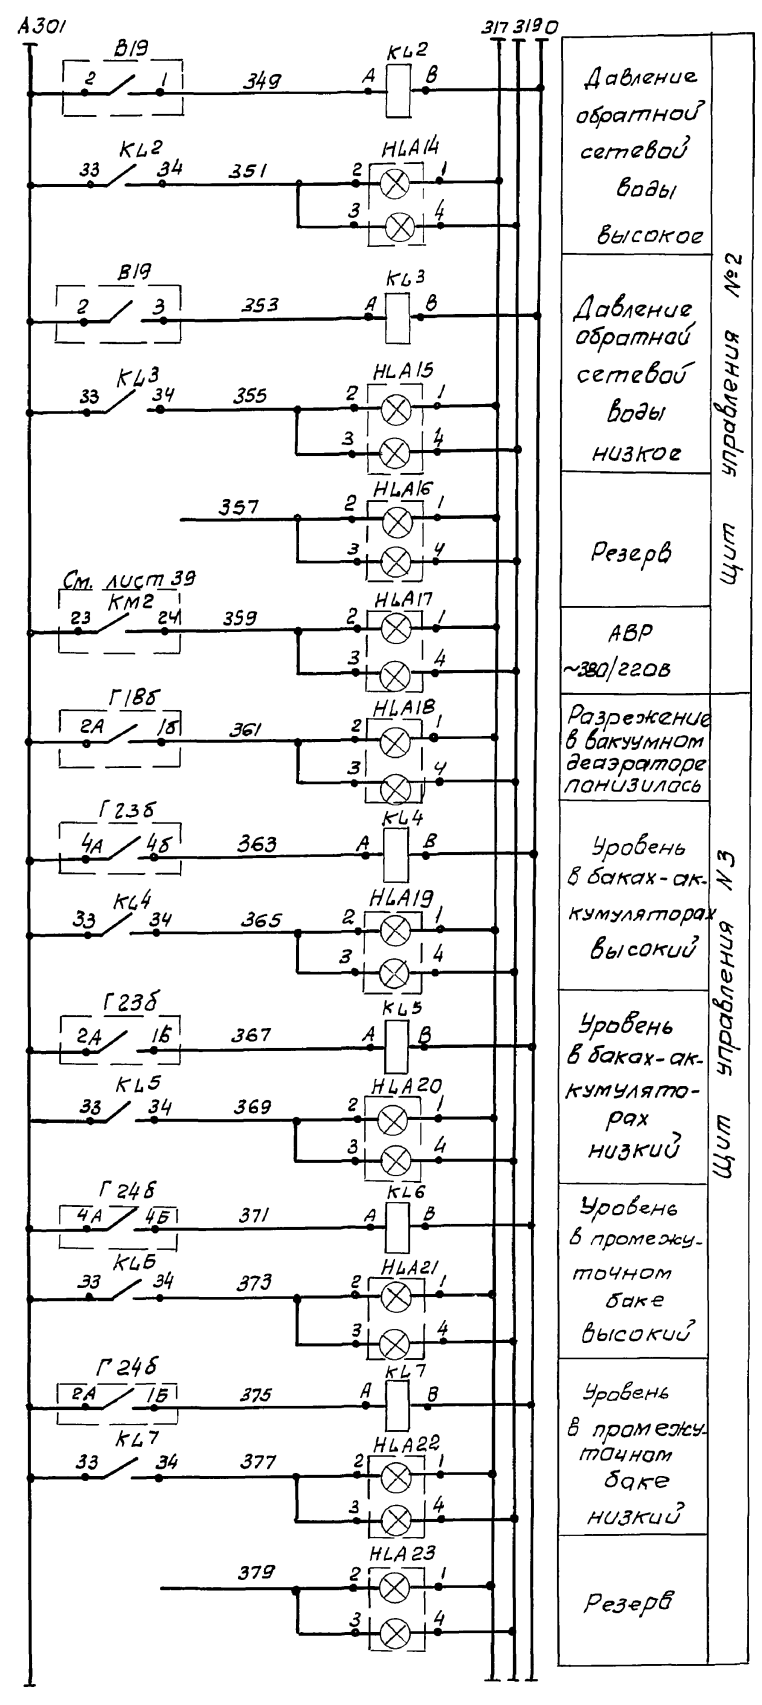 А301
317 319 0
В19
2 1 349 А KL2 В
Давление
обратной
сетевой
воды
высокое
KL2
33 34 351 2 HLA14 1
3 4
В19
2 3 353 А KL3 В
Давление
обратной
сетевой
воды
низкое
KL3
33 34 355 2 HLA15 1
3 4
357 2 HLA16 1
3 4
Резерв
См. лист 39
КМ2
23 24 359 2 HLA17 1
3 4
АВР
~380/220В
Щит управления №2
Г18б
2А 1б 361 2 HLA18 1
3 4
Разрежение
в вакуумном
деаэраторе
понизилась
Г23б
4А 4б 363 А KL4 В
Уровень
в баках-ак-
кумуляторах
высокий
KL4
33 34 365 2 HLA19 1
3 4
Г23б
2А 1Б 367 А KL5 В
Уровень
в баках-ак-
кумулято-
рах
низкий
KL5
33 34 369 2 HLA20 1
3 4
Г24б
4А 4Б 371 А KL6 В
Уровень
в промежу-
точном
баке
высокий
KL6
33 34 373 2 HLA21 1
3 4
Г24б
2А 1Б 375 А KL7 В
Уровень
в промежу-
точном
баке
низкий
KL7
33 34 377 2 HLA22 1
3 4
379 2 HLA23 1
3 4
Резерв
Щит управления N3